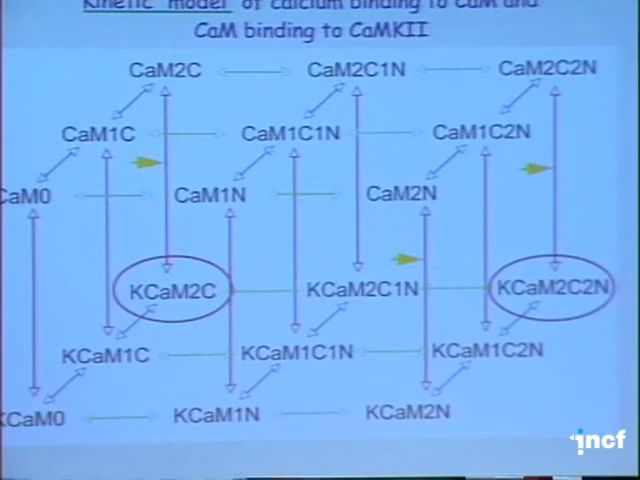 Kinetic model of calcium binding to CaM and
CaM binding to CaMKII
CaM2C CaM2C1N CaM2C2N
CaM1C CaM1C1N CaM1C2N
CaM0 CaM1N CaM2N
KCaM2C KCaM2C1N KCaM2C2N
KCaM1C KCaM1C1N KCaM1C2N
KCaM0 KCaM1N KCaM2N
incf